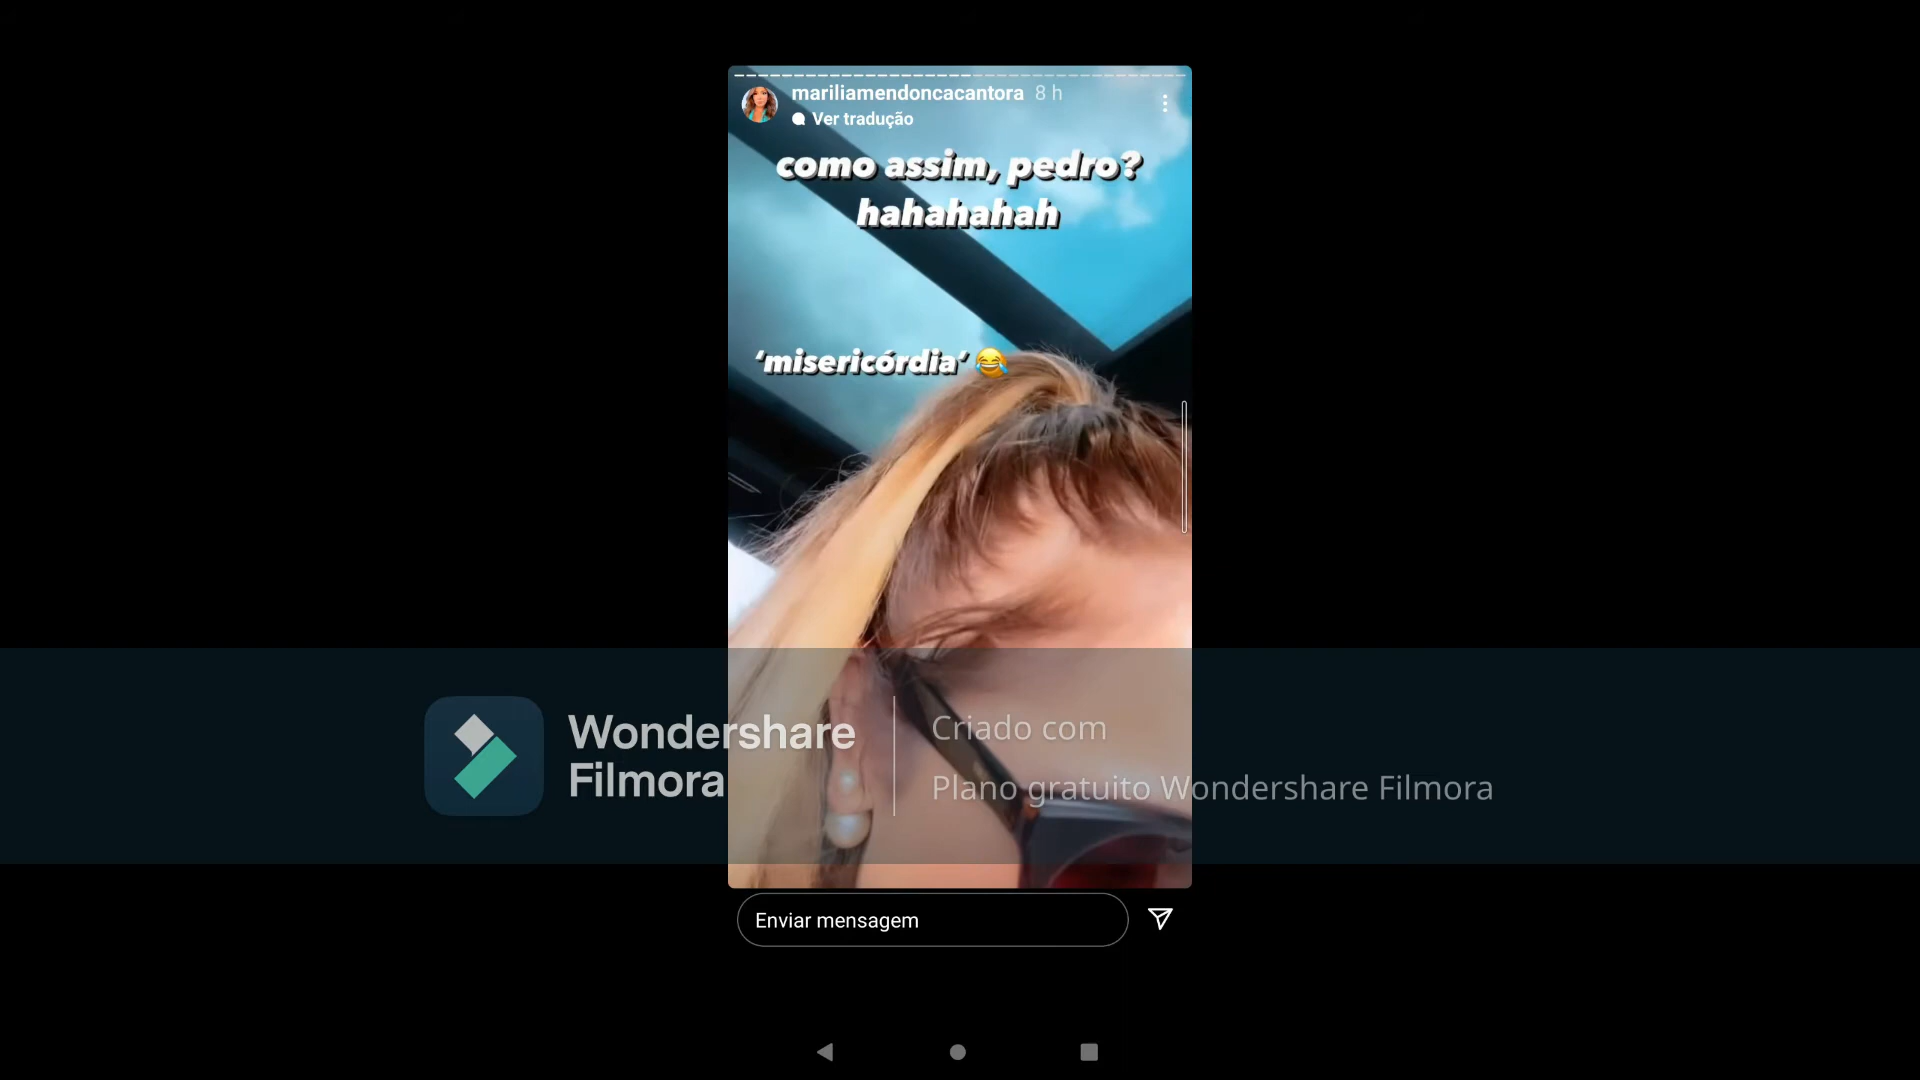 mariliamendoncacantora 8 h
Ver tradução
como assim, pedro?
hahahahah
‘misericórdia’ 😂
Wondershare
Filmora
Criado com
Plano gratuito Wondershare Filmora
Enviar mensagem